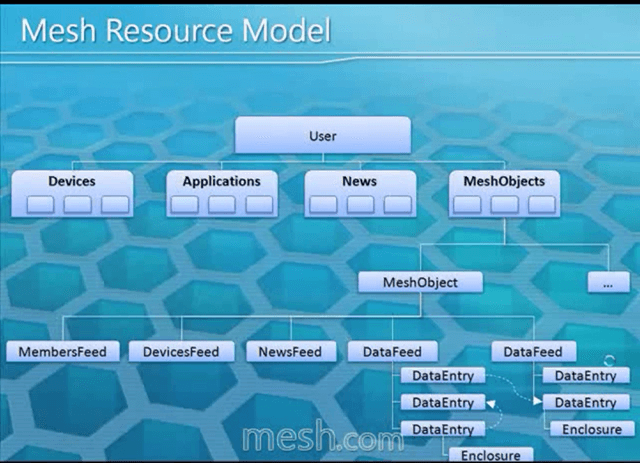 Mesh Resource Model
User
Devices
Applications
News
MeshObjects
MeshObject
...
MembersFeed
DevicesFeed
NewsFeed
DataFeed
DataFeed
DataEntry
DataEntry
DataEntry
DataEntry
DataEntry
Enclosure
Enclosure
mesh.com